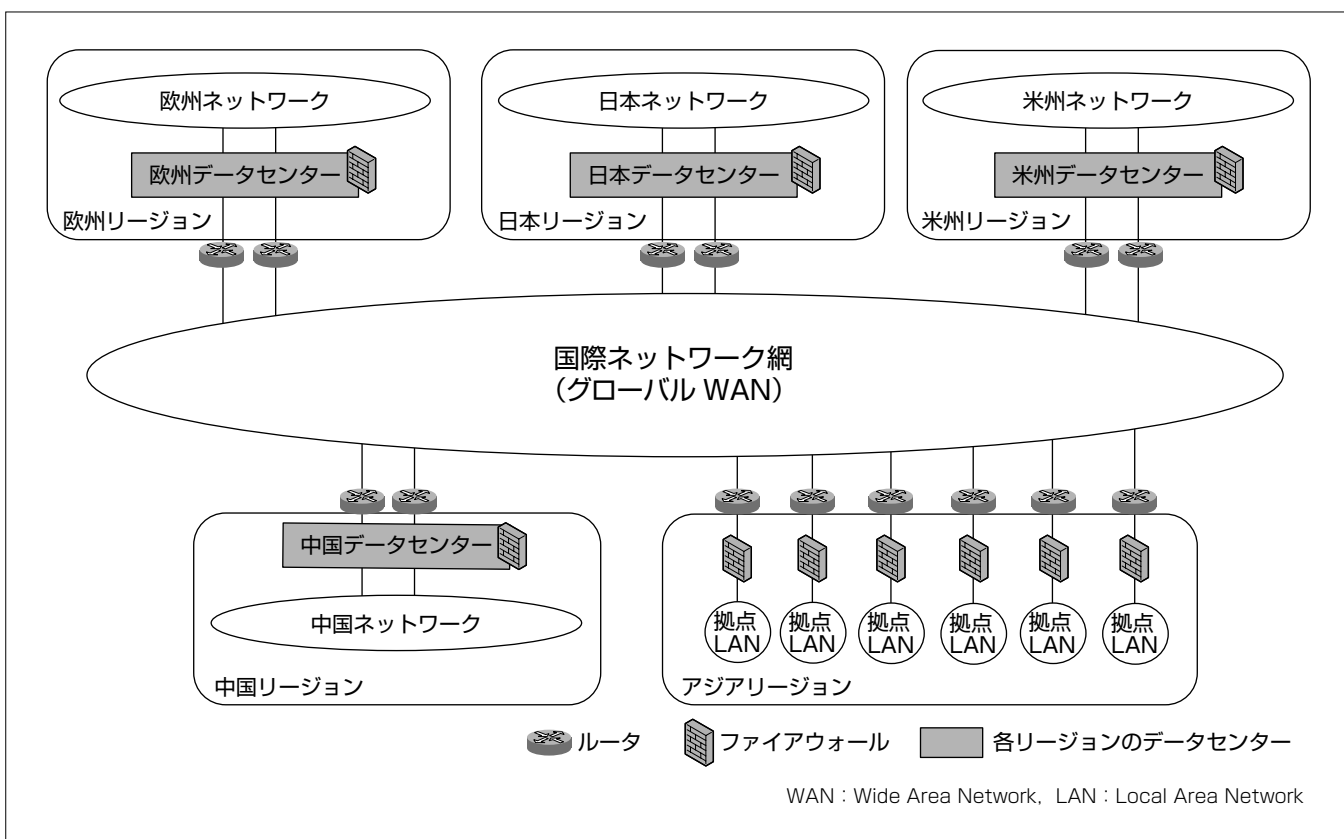 欧州ネットワーク
欧州データセンター
欧州リージョン
日本ネットワーク
日本データセンター
日本リージョン
米州ネットワーク
米州データセンター
米州リージョン
国際ネットワーク網
(グローバル WAN)
中国データセンター
中国ネットワーク
中国リージョン
拠点
LAN
拠点
LAN
拠点
LAN
拠点
LAN
拠点
LAN
拠点
LAN
アジアリージョン
ルータ
ファイアウォール
各リージョンのデータセンター
WAN：Wide Area Network, LAN：Local Area Network